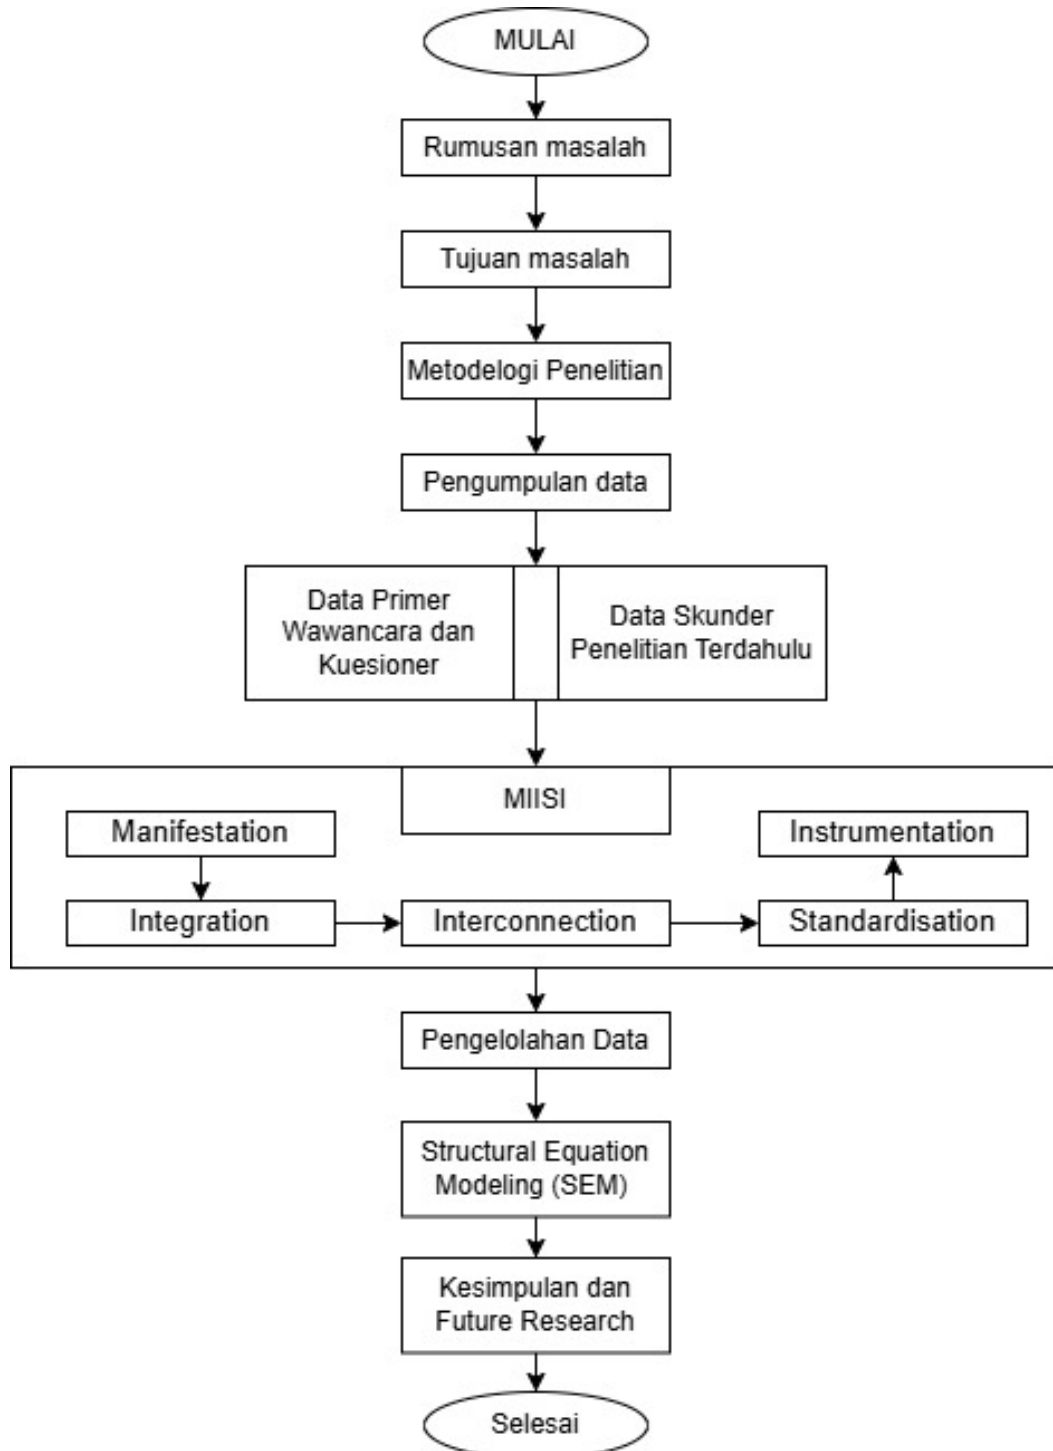 MULAI
Rumusan masalah
Tujuan masalah
Metodelogi Penelitian
Pengumpulan data
Data Primer
Wawancara dan
Kuesioner
Data Skunder
Penelitian Terdahulu
MIISI
Manifestation
Instrumentation
Integration
Interconnection
Standardisation
Pengelolahan Data
Structural Equation
Modeling (SEM)
Kesimpulan dan
Future Research
Selesai